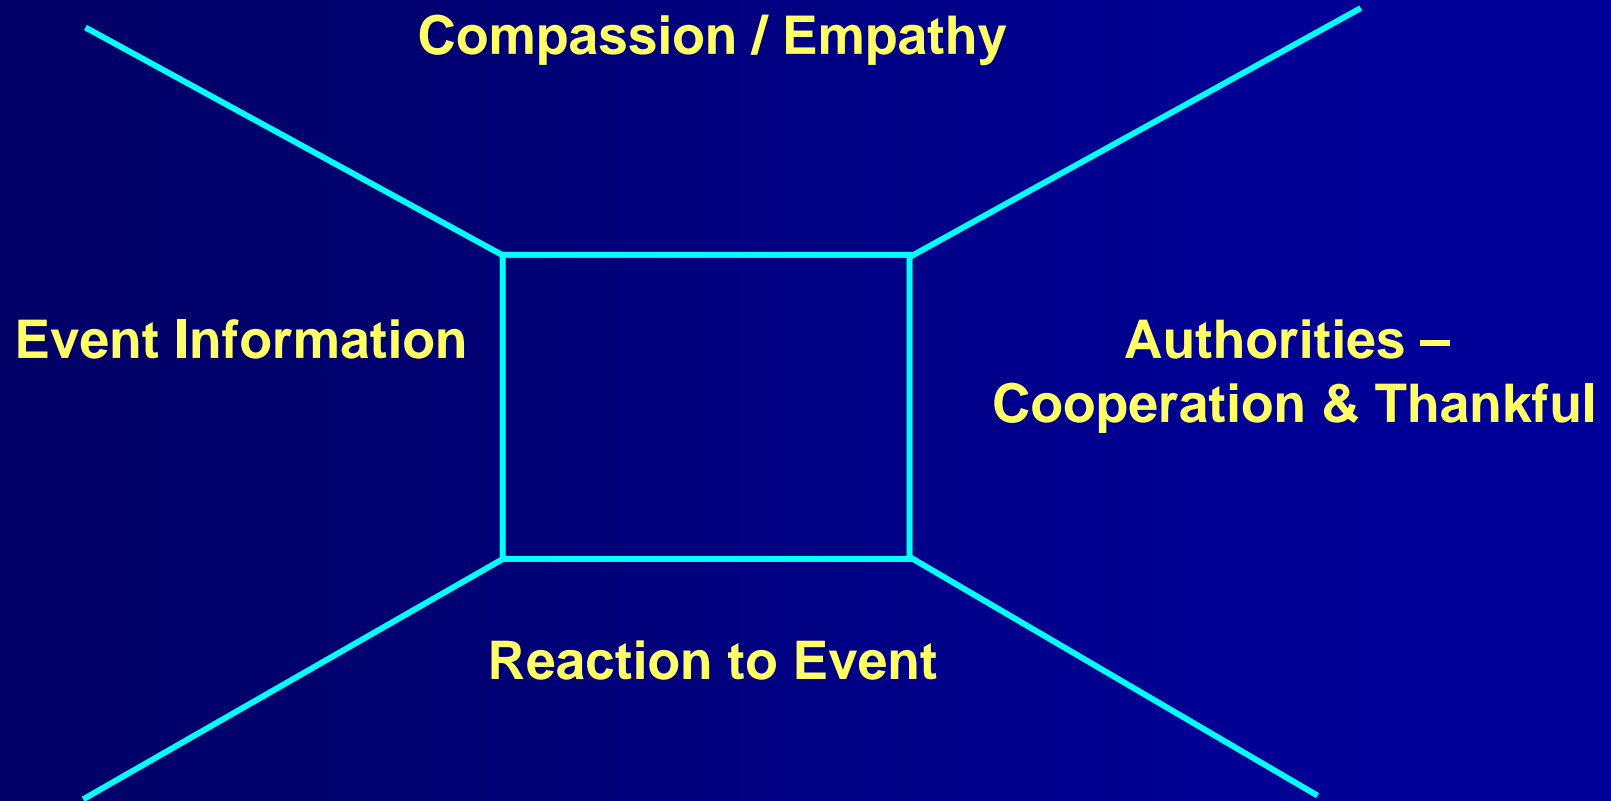 Compassion / Empathy
Event Information
Authorities –
Cooperation & Thankful
Reaction to Event